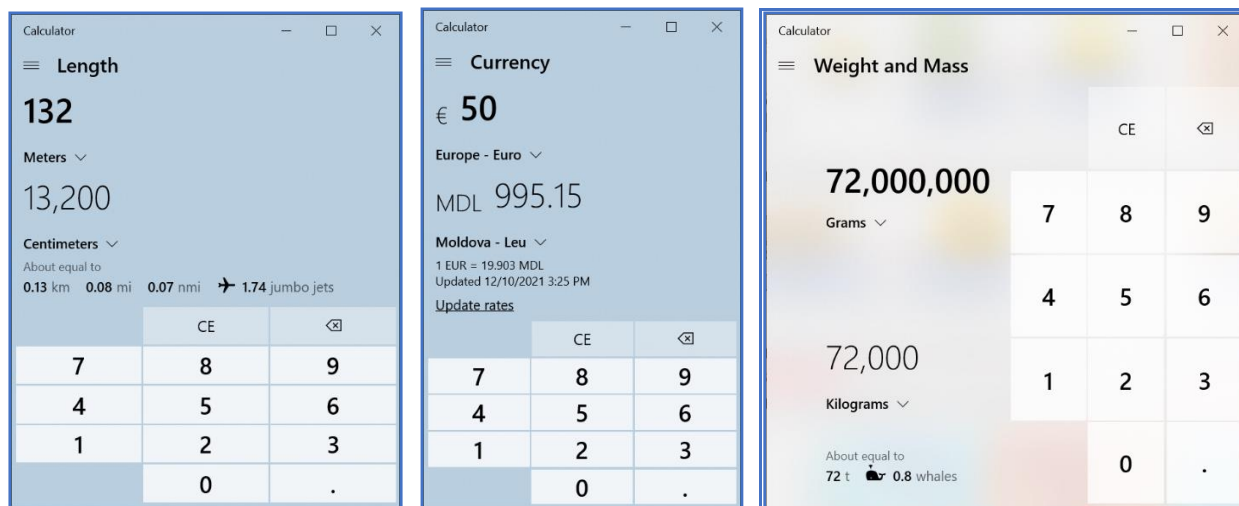 Calculator
Length
132
Meters
13,200
Centimeters
About equal to
0.13 km 0.08 mi 0.07 nmi 1.74 jumbo jets
CE
7 8 9
4 5 6
1 2 3
0 .
Calculator
Currency
€ 50
Europe - Euro
MDL 995.15
Moldova - Leu
1 EUR = 19.903 MDL
Updated 12/10/2021 3:25 PM
Update rates
CE
7 8 9
4 5 6
1 2 3
0 .
Calculator
Weight and Mass
72,000,000
Grams
72,000
Kilograms
About equal to
72 t 0.8 whales
CE
7 8 9
4 5 6
1 2 3
0 .